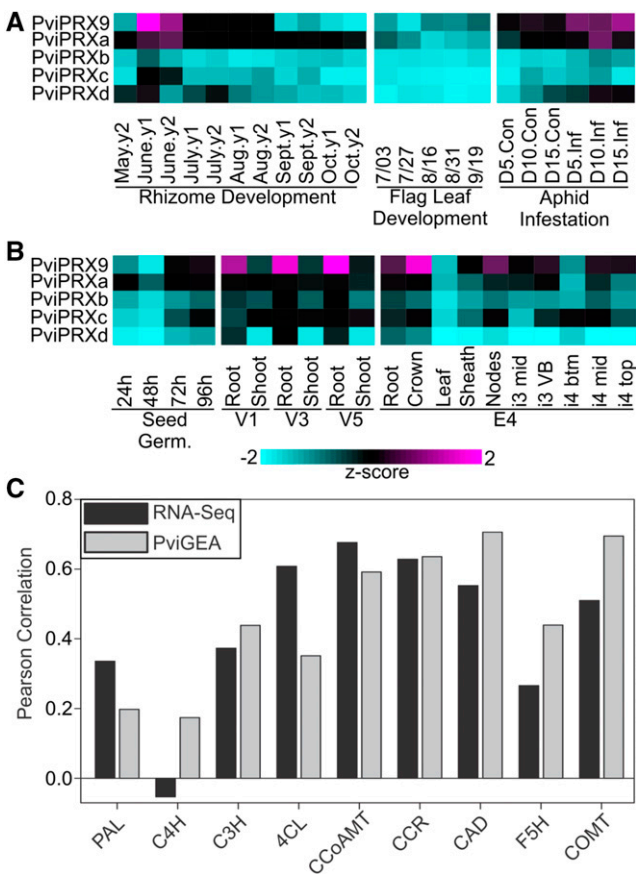 A
PviPRX9
PviPRXa
PviPRXb
PviPRXc
PviPRXd
May.y2
June.y1
June.y2
July.y1
July.y2
Aug.y1
Aug.y2
Sept.y1
Sept.y2
Oct.y1
Oct.y2
Rhizome Development
7/03
7/27
8/16
8/31
9/19
Flag Leaf
Development
D5.Con
D10.Con
D15.Con
D5.Inf
D10.Inf
D15.Inf
Aphid
Infestation
B
PviPRX9
PviPRXa
PviPRXb
PviPRXc
PviPRXd
24h
48h
72h
96h
Seed
Germ.
Root
Shoot
V1
Root
Shoot
V3
Root
Shoot
V5
Root
Crown
Leaf
Sheath
Nodes
i3 mid
i3 VB
i4 btm
i4 mid
i4 top
E4
-2
2
z-score
C
RNA-Seq
PviGEA
Pearson Correlation
0.8
0.6
0.4
0.2
0.0
PAL
C4H
C3H
4CL
CCoAMT
CCR
CAD
F5H
COMT